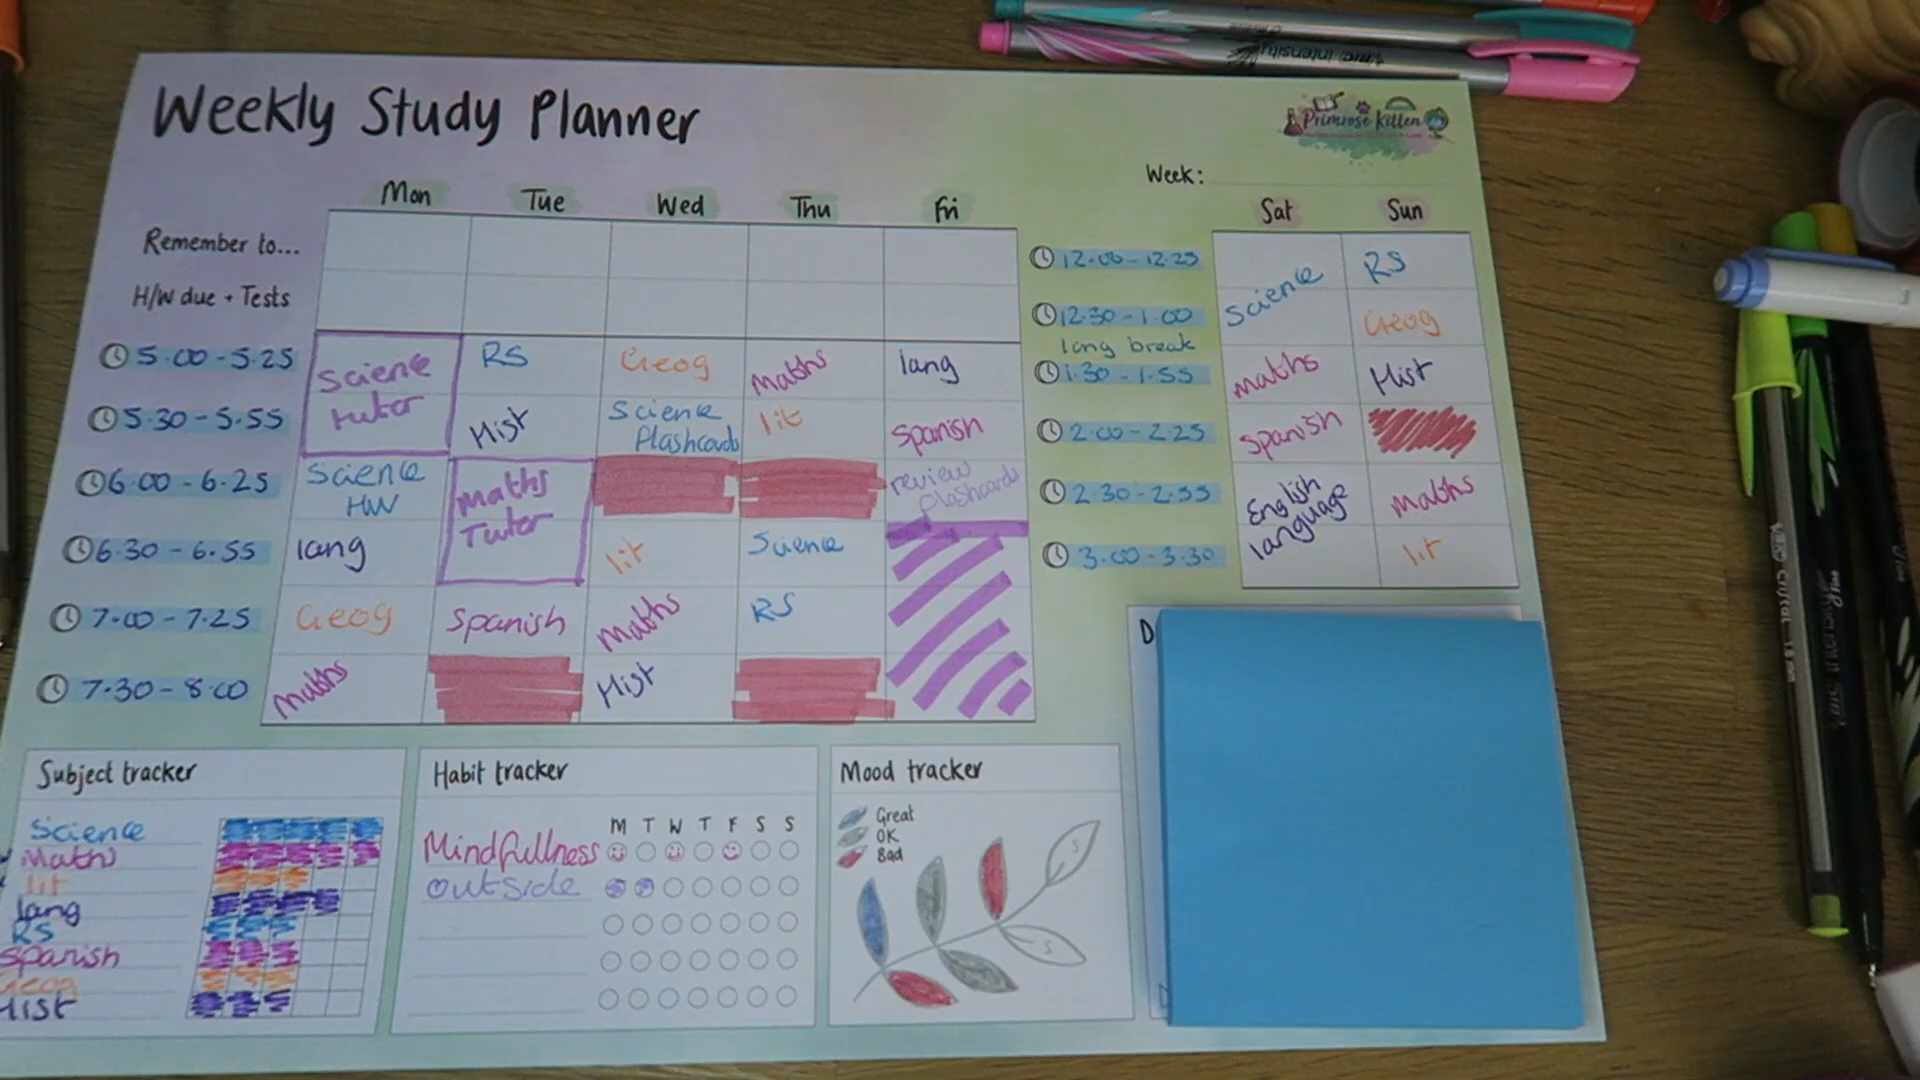 Weekly Study Planner
Primrose Kitten
Week:
Mon Tue Wed Thu Fri Sat Sun
Remember to...
H/W due + Tests
5.00 - 5.25 Science tutor RS Geog Maths lang
5.30 - 5.55 Hist Science flashcards lit Spanish
6.00 - 6.25 Science HW Maths Tutor review flashcards
6.30 - 6.55 lang lit Science
7.00 - 7.25 Geog Spanish Maths RS
7.30 - 8.00 Maths Hist
12.00 - 12.25 Science RS
12.30 - 1.00 Geog
long break
1.30 - 1.55 Maths Hist
2.00 - 2.25 Spanish
2.30 - 2.55 English language Maths
3.00 - 3.30 lit
D
Subject tracker
Science
Maths
lit
lang
RS
Spanish
Geog
Hist
Habit tracker
M T W T F S S
Mindfullness
outside
Mood tracker
Great
OK
Bad
S
S
BIC intensity